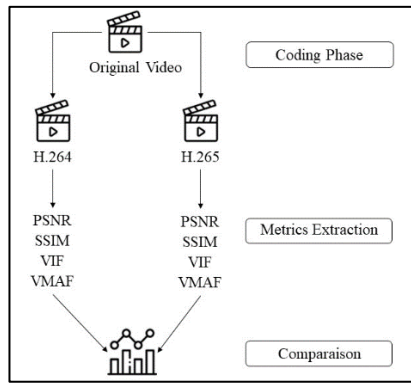 Original Video
Coding Phase
H.264
H.265
PSNR
SSIM
VIF
VMAF
PSNR
SSIM
VIF
VMAF
Metrics Extraction
Comparaison